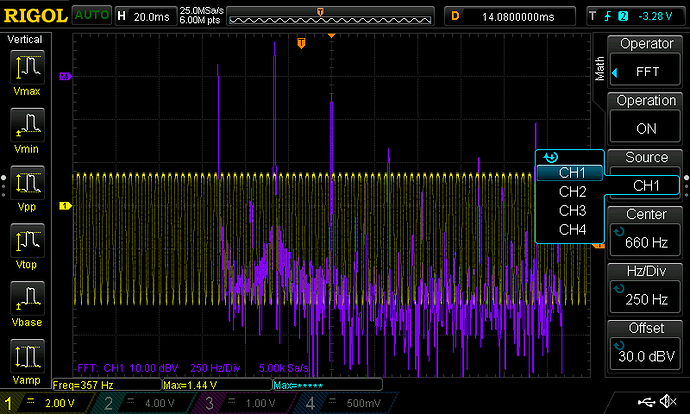 RIGOL AUTO H 20.0ms 25.0MSa/s 6.00M pts T D 14.0800000ms T 2 -3.28 V
Vertical
Vmax
Vmin
Vpp
Vtop
Vbase
Vamp
T
M
1
Math
Operator
FFT
Operation
ON
Source
CH1
CH1
CH2
CH3
CH4
Center
660 Hz
Hz/Div
250 Hz
Offset
30.0 dBV
T
FFT: CH1 10.00 dBV 250 Hz/Div 5.00k Sa/s
Freq=357 Hz Max=1.44 V Max=*****
1 2.00 V 2 4.00 V 3 1.00 V 4 500mV